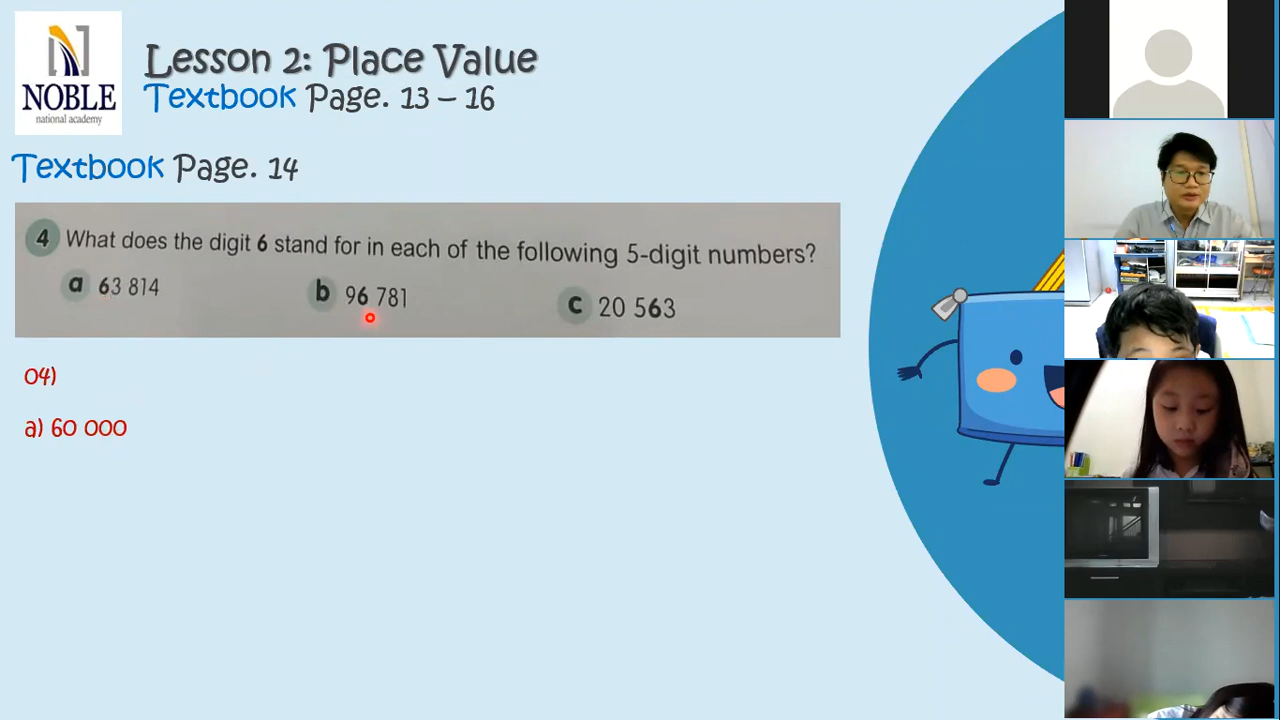 NOBLE
national academy
Lesson 2: Place Value
Textbook Page. 13 – 16
Textbook Page. 14
4 What does the digit 6 stand for in each of the following 5-digit numbers?
a 63 814 b 96 781 c 20 563
04)
a) 60 000